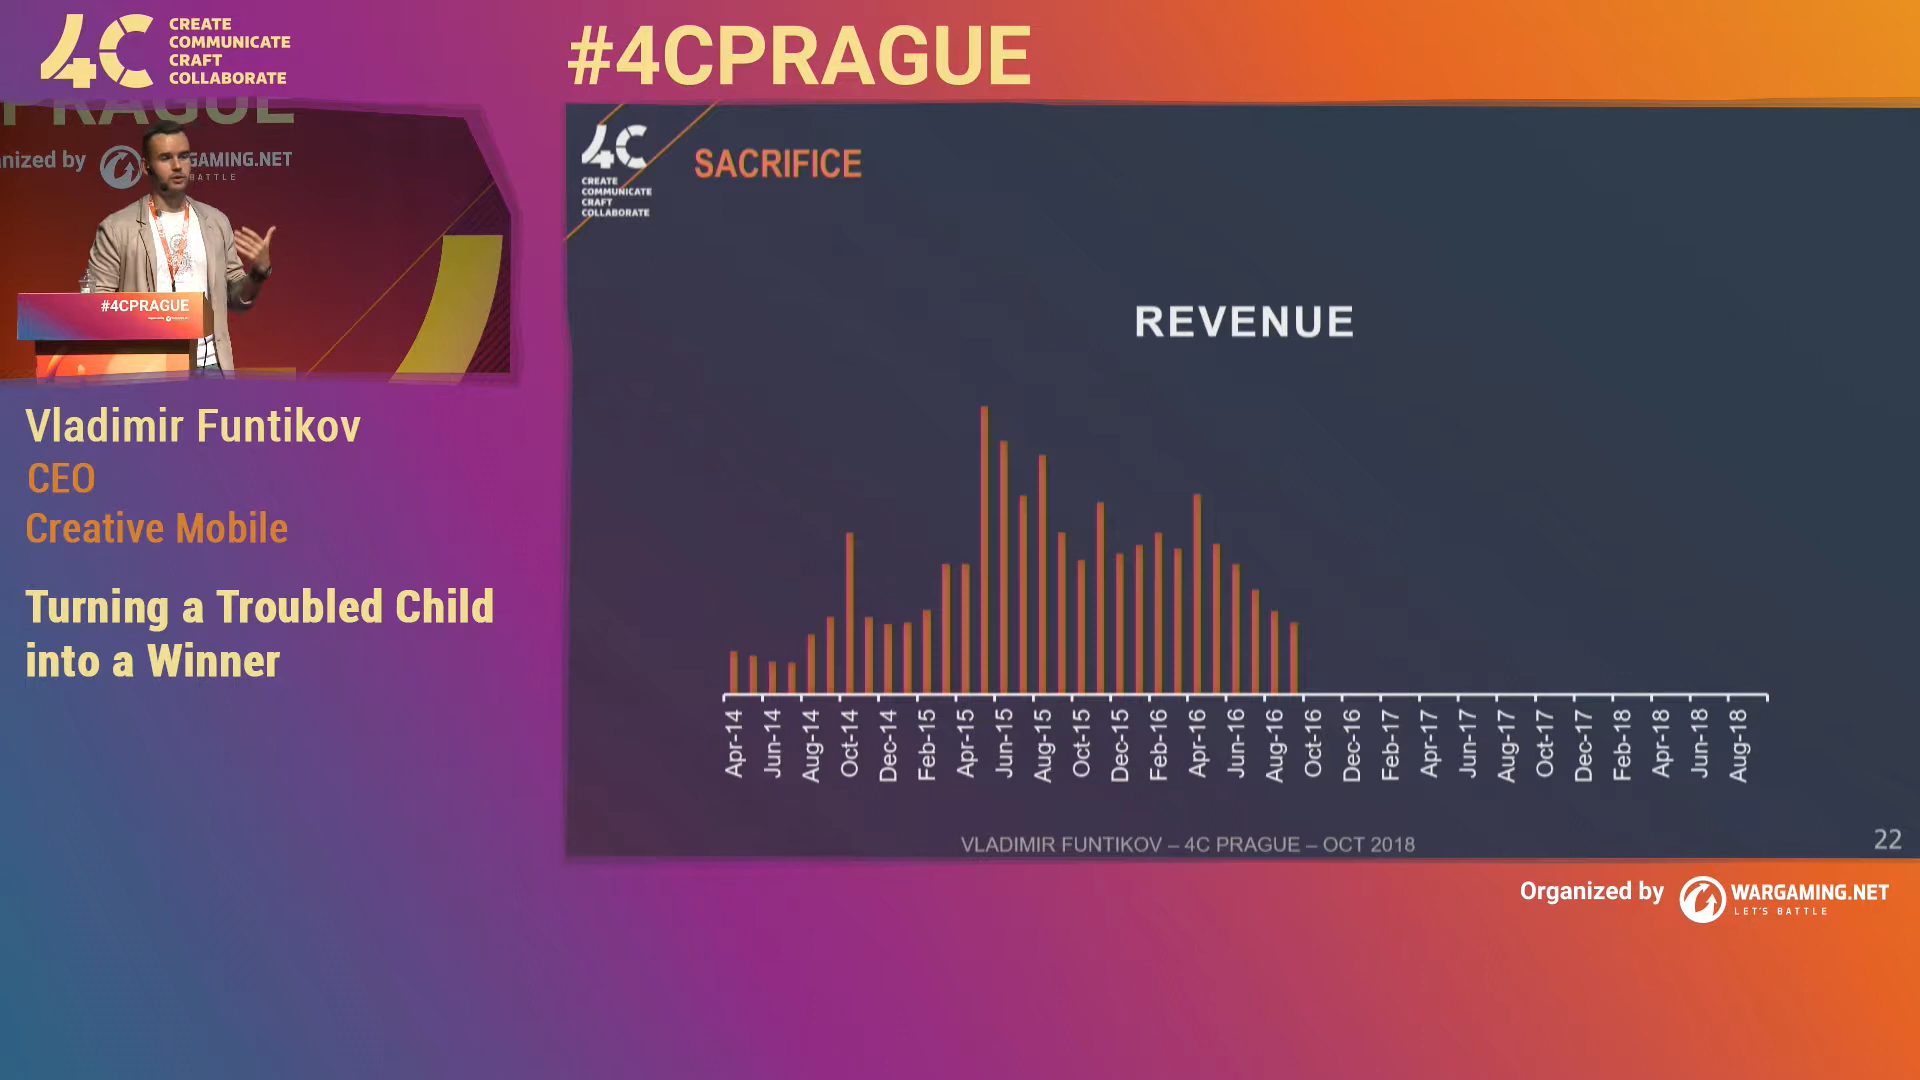 4C
CREATE
COMMUNICATE
CRAFT
COLLABORATE
#4CPRAGUE
PRAGUE
nized by
GAMING.NET
BATTLE
#4CPRAGUE
Vladimir Funtikov
CEO
Creative Mobile
Turning a Troubled Child
into a Winner
4C
CREATE
COMMUNICATE
CRAFT
COLLABORATE
SACRIFICE
REVENUE
Apr-14
Jun-14
Aug-14
Oct-14
Dec-14
Feb-15
Apr-15
Jun-15
Aug-15
Oct-15
Dec-15
Feb-16
Apr-16
Jun-16
Aug-16
Oct-16
Dec-16
Feb-17
Apr-17
Jun-17
Aug-17
Oct-17
Dec-17
Feb-18
Apr-18
Jun-18
Aug-18
VLADIMIR FUNTIKOV – 4C PRAGUE – OCT 2018
22
Organized by
WARGAMING.NET
LET'S BATTLE